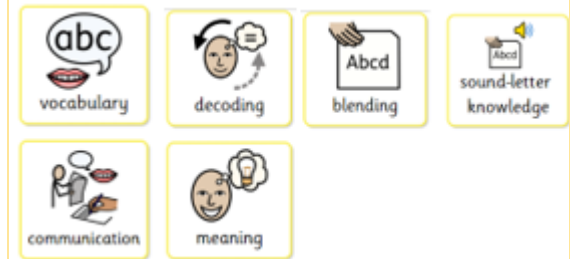 abc
=
Abcd
Abcd
vocabulary
decoding
blending
sound-letter
knowledge
communication
meaning